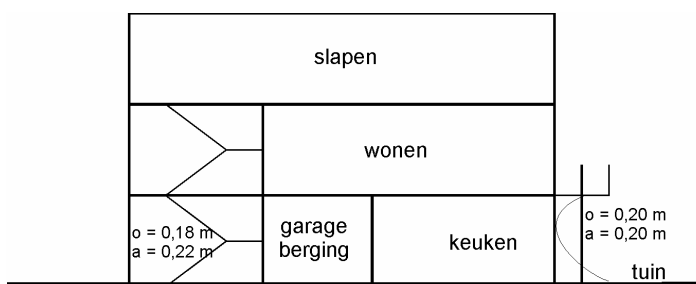 slapen
wonen
o = 0,18 m
a = 0,22 m
garage
berging
keuken
o = 0,20 m
a = 0,20 m
tuin